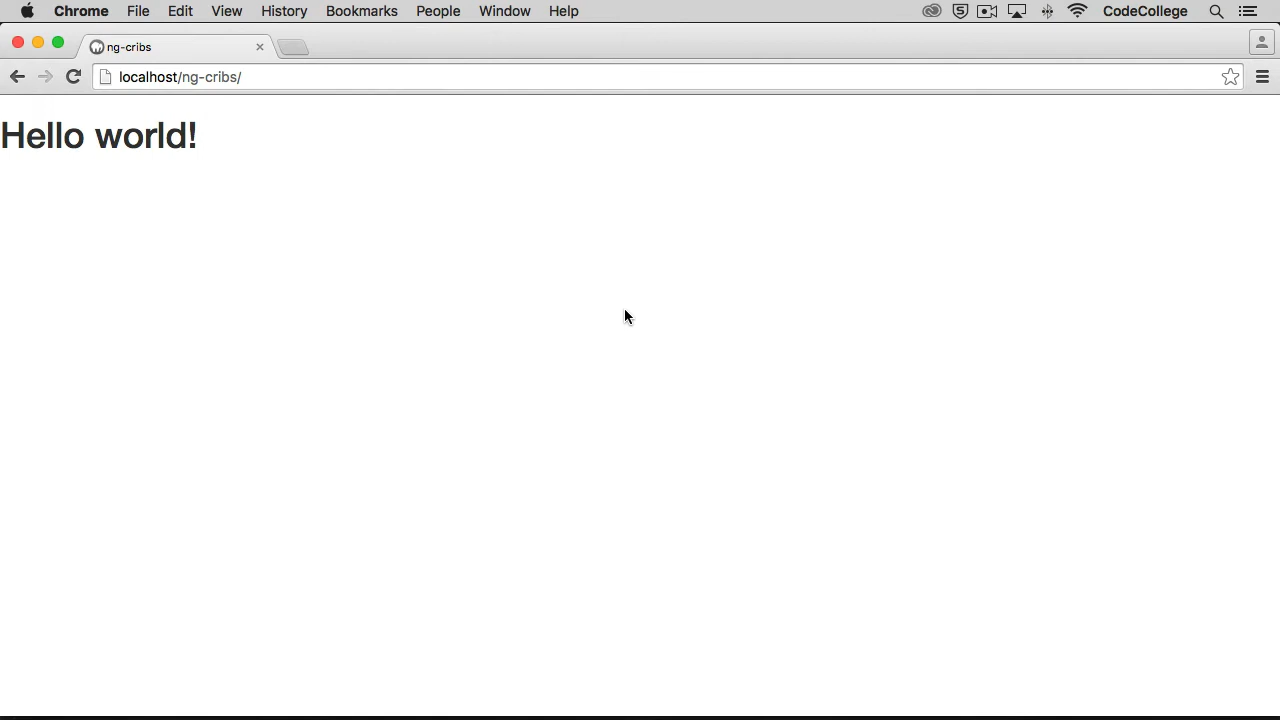 Chrome File Edit View History Bookmarks People Window Help CodeCollege
ng-cribs
localhost/ng-cribs/
Hello world!